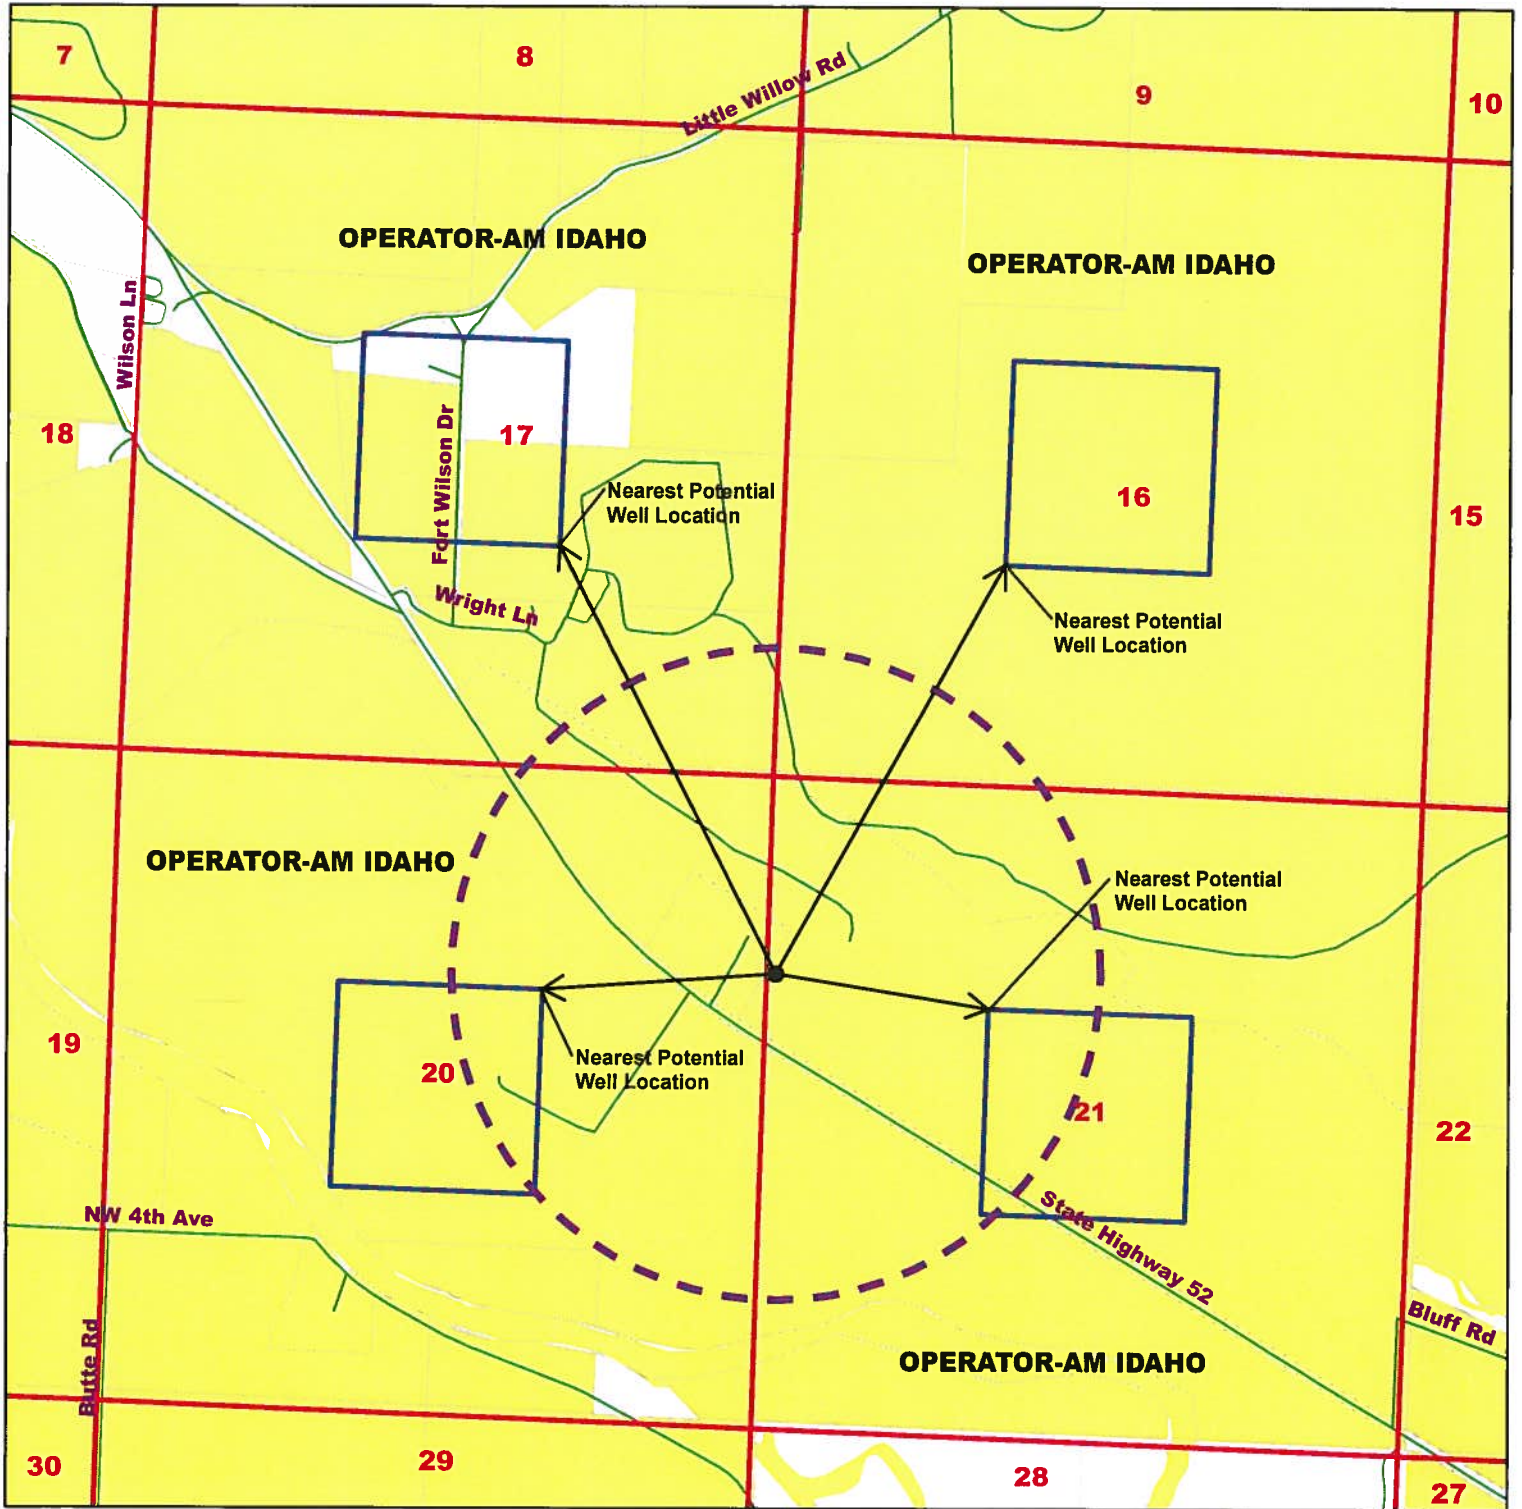 7
8
9
10
Little Willow Rd
OPERATOR-AM IDAHO
OPERATOR-AM IDAHO
Wilson Ln
18
Fort Wilson Dr
17
16
15
Nearest Potential
Well Location
Wright Ln
Nearest Potential
Well Location
OPERATOR-AM IDAHO
Nearest Potential
Well Location
19
20
Nearest Potential
Well Location
21
22
NW 4th Ave
State Highway 52
Bluff Rd
Butte Rd
OPERATOR-AM IDAHO
30
29
28
27